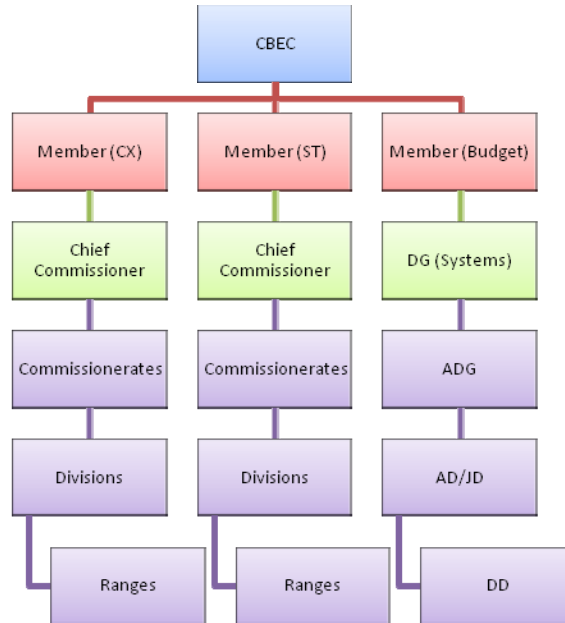 CBEC
Member (CX)
Member (ST)
Member (Budget)
Chief
Commissioner
Chief
Commissioner
DG (Systems)
Commissionerates
Commissionerates
ADG
Divisions
Divisions
AD/JD
Ranges
Ranges
DD